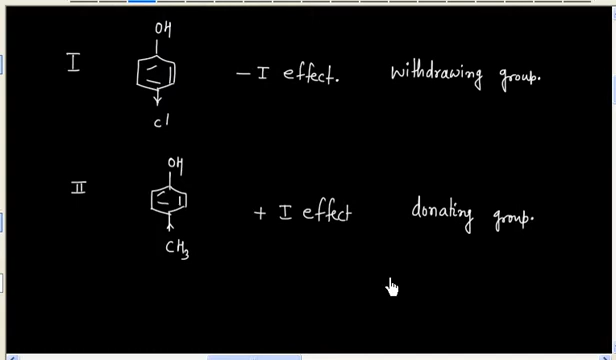 OH
I - I effect. withdrawing group.
Cl
OH
II + I effect donating group.
CH3